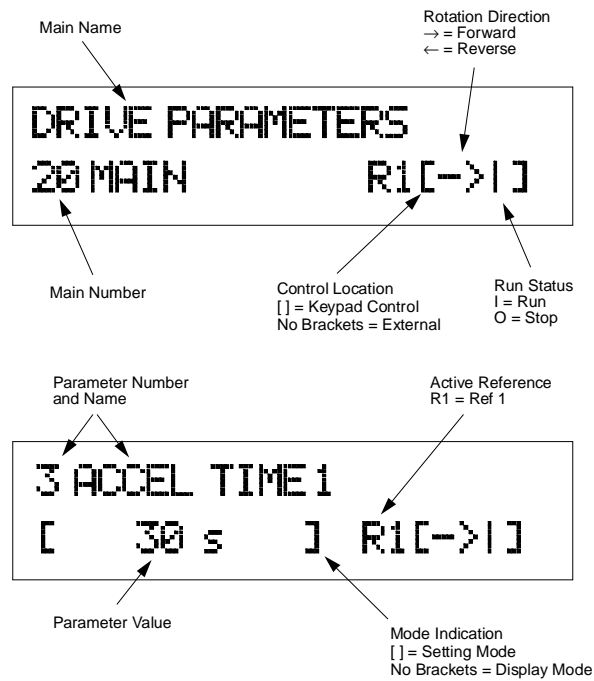 Main Name
Rotation Direction
→ = Forward
← = Reverse
DRIVE PARAMETERS
20 MAIN R1[->| ]
Main Number
Control Location
[ ] = Keypad Control
No Brackets = External
Run Status
I = Run
O = Stop
Parameter Number
and Name
Active Reference
R1 = Ref 1
3 ACCEL TIME 1
[ 30 s ] R1[->| ]
Parameter Value
Mode Indication
[ ] = Setting Mode
No Brackets = Display Mode